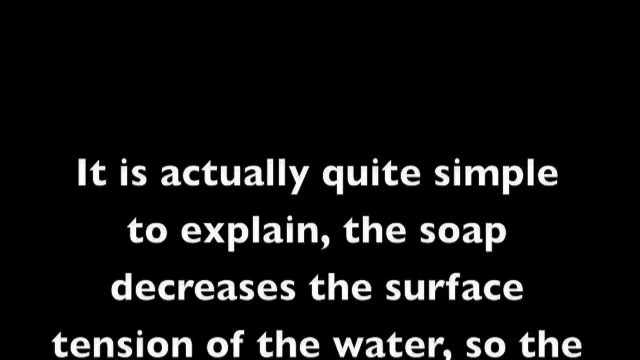 It is actually quite simple
to explain, the soap
decreases the surface
tension of the water, so the